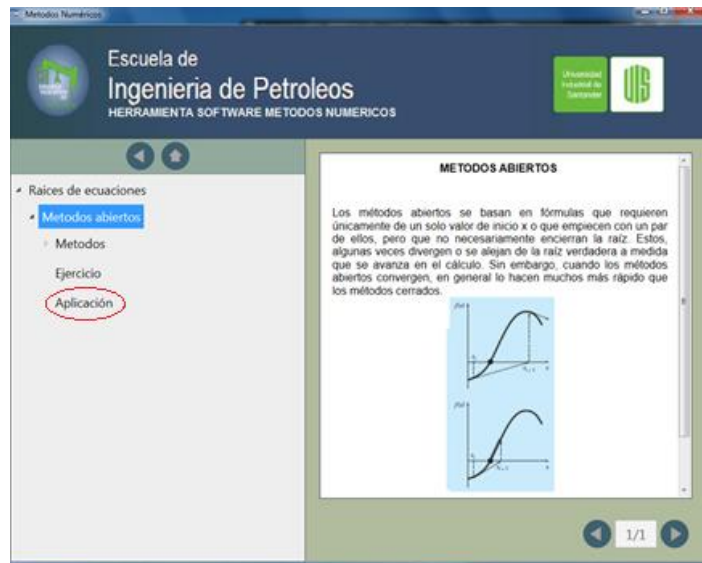 Metodos Numéricos
Escuela de
Ingenieria de Petroleos
HERRAMIENTA SOFTWARE METODOS NUMERICOS
Universidad
Industrial de
Santander
UIS
Raices de ecuaciones
Metodos abiertos
Metodos
Ejercicio
Aplicación
METODOS ABIERTOS
Los métodos abiertos se basan en fórmulas que requieren
únicamente de un solo valor de inicio x o que empiecen con un par
de ellos, pero que no necesariamente encierran la raíz. Estos,
algunas veces divergen o se alejan de la raíz verdadera a medida
que se avanza en el cálculo. Sin embargo, cuando los métodos
abiertos convergen, en general lo hacen muchos más rápido que
los métodos cerrados.
f(x)
f(x)
1/1